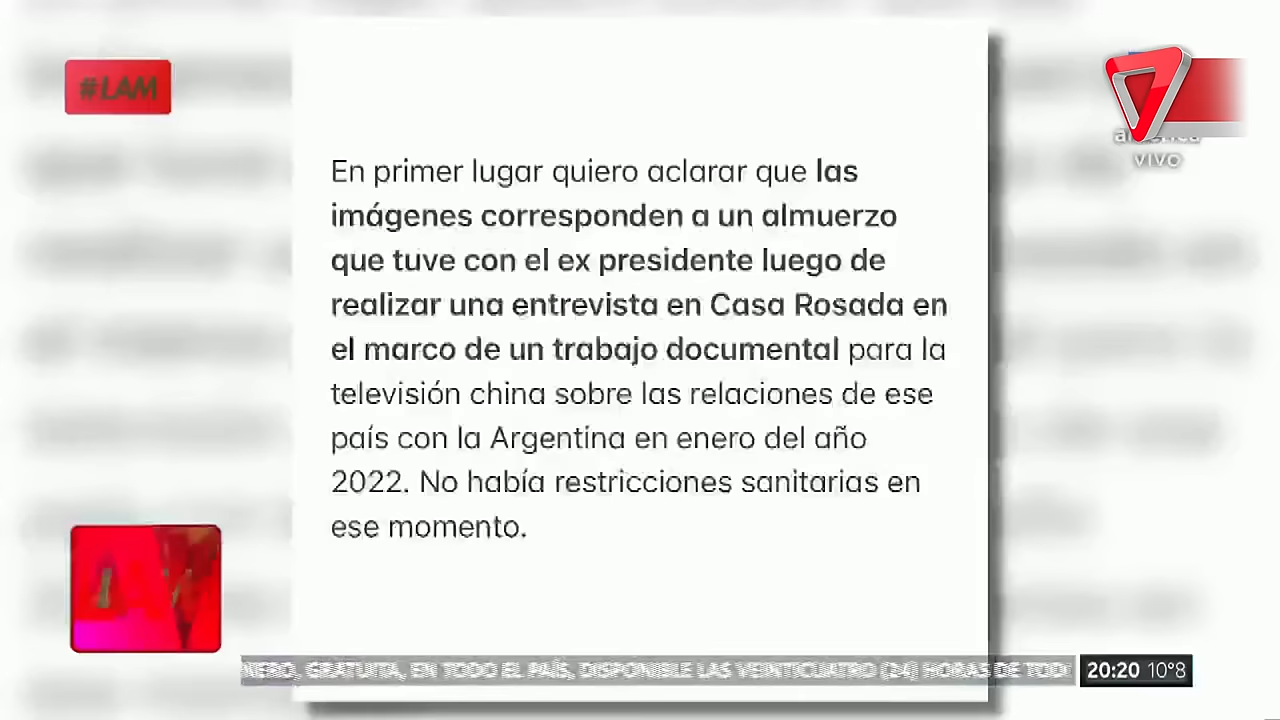 #LAM
américa
VIVO
En primer lugar quiero aclarar que las
imágenes corresponden a un almuerzo
que tuve con el ex presidente luego de
realizar una entrevista en Casa Rosada en
el marco de un trabajo documental para la
televisión china sobre las relaciones de ese
país con la Argentina en enero del año
2022. No había restricciones sanitarias en
ese momento.
NERO, GRATUITA, EN TODO EL PAÍS, DISPONIBLE LAS VEINTICUATRO (24) HORAS DE TOD
20:20 10°8